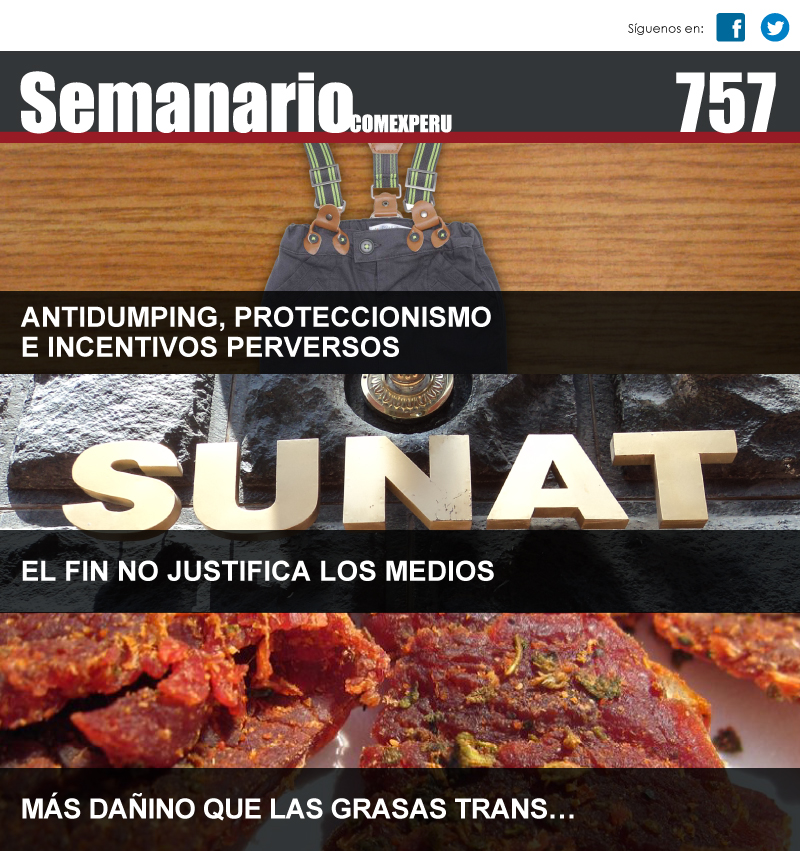 Síguenos en:
Semanario COMEXPERU 757
ANTIDUMPING, PROTECCIONISMO
E INCENTIVOS PERVERSOS
SUNAT
EL FIN NO JUSTIFICA LOS MEDIOS
MÁS DAÑINO QUE LAS GRASAS TRANS...